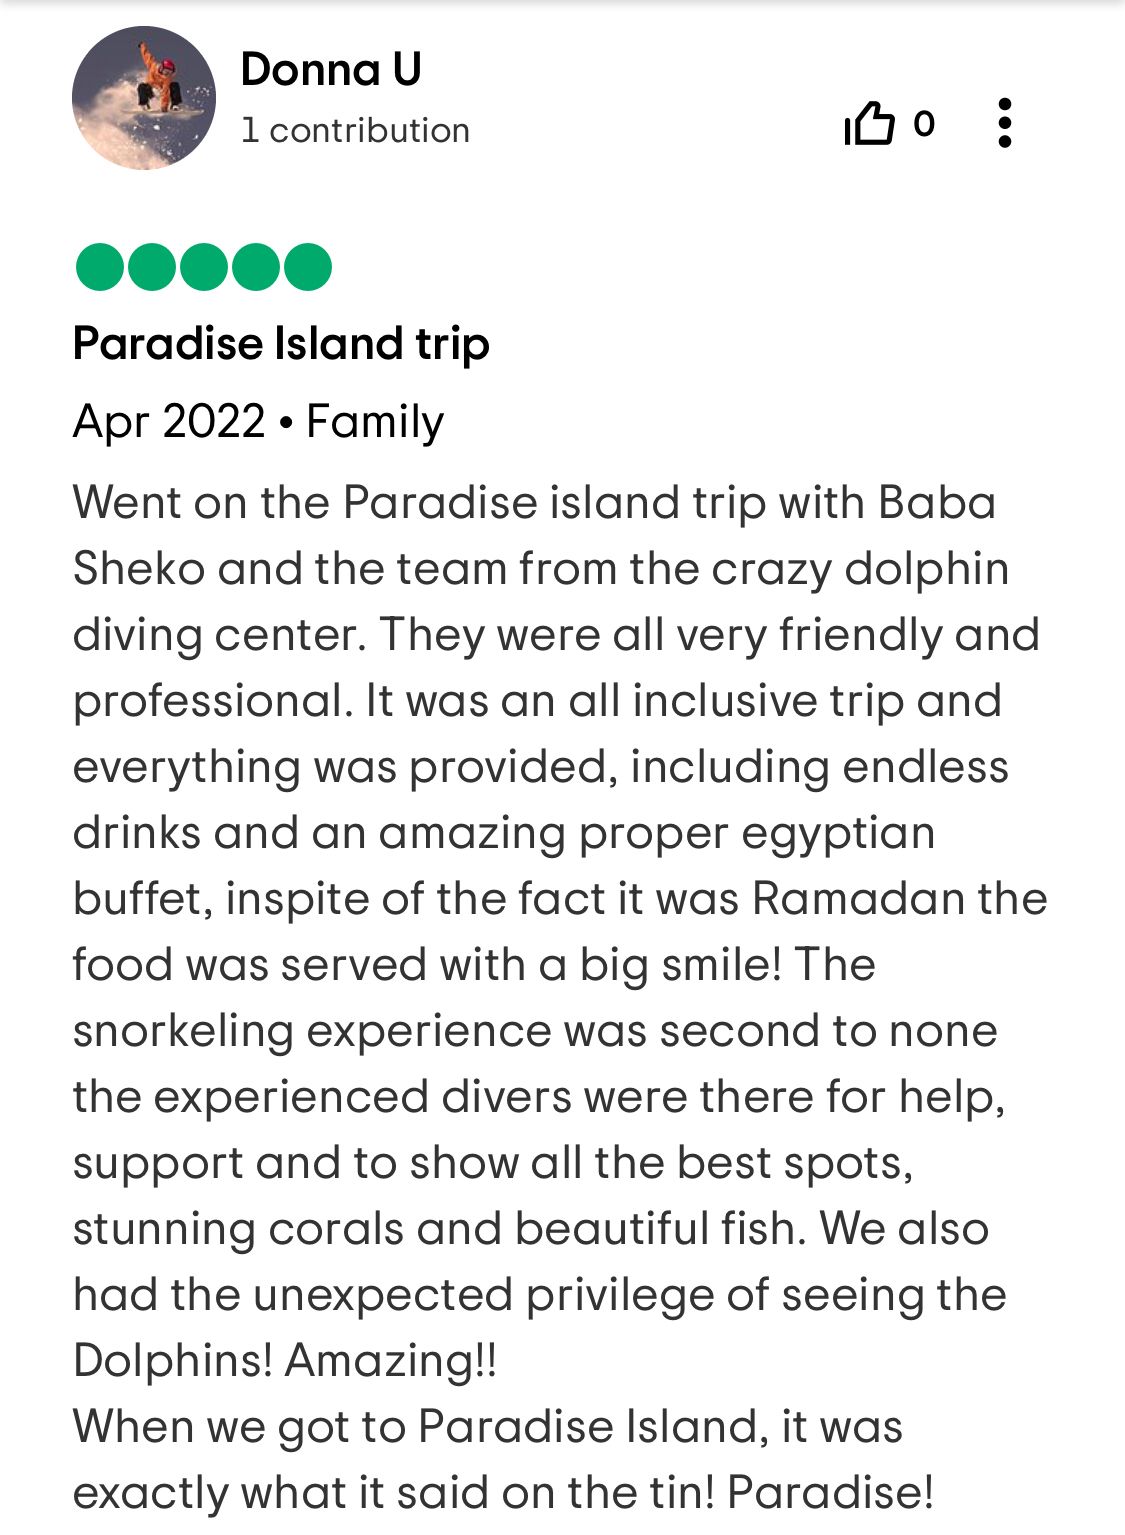 Donna U
1 contribution
0
Paradise Island trip
Apr 2022 • Family
Went on the Paradise island trip with Baba
Sheko and the team from the crazy dolphin
diving center. They were all very friendly and
professional. It was an all inclusive trip and
everything was provided, including endless
drinks and an amazing proper egyptian
buffet, inspite of the fact it was Ramadan the
food was served with a big smile! The
snorkeling experience was second to none
the experienced divers were there for help,
support and to show all the best spots,
stunning corals and beautiful fish. We also
had the unexpected privilege of seeing the
Dolphins! Amazing!!
When we got to Paradise Island, it was
exactly what it said on the tin! Paradise!